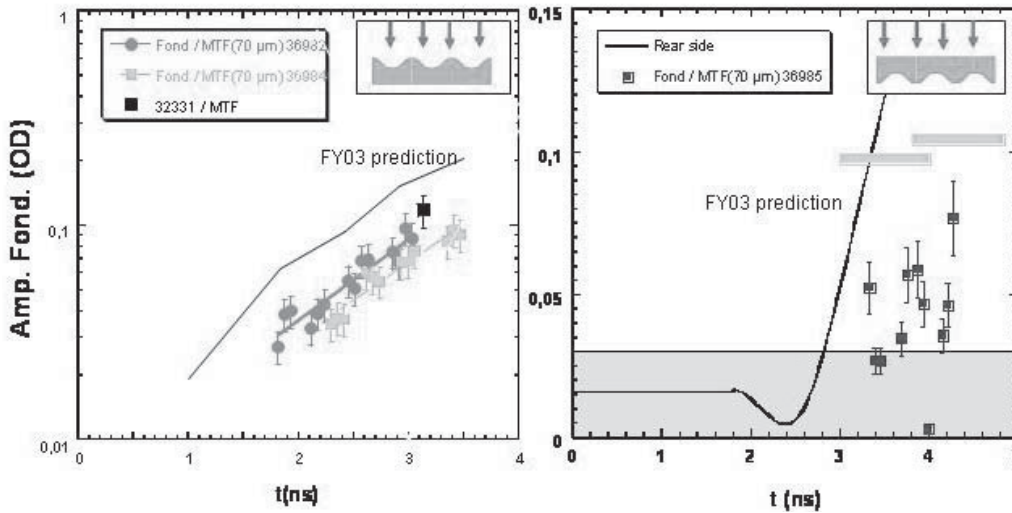 1
Fond / MTF(70 µm) 36982
Fond / MTF(70 µm) 36984
32331 / MTF
FY03 prediction
0,1
0,01
0 1 2 3 4
t(ns)
Amp. Fond. (OD)
0,15
Rear side
Fond / MTF(70 µm) 36985
0,1
FY03 prediction
0,05
0
0 1 2 3 4
t (ns)